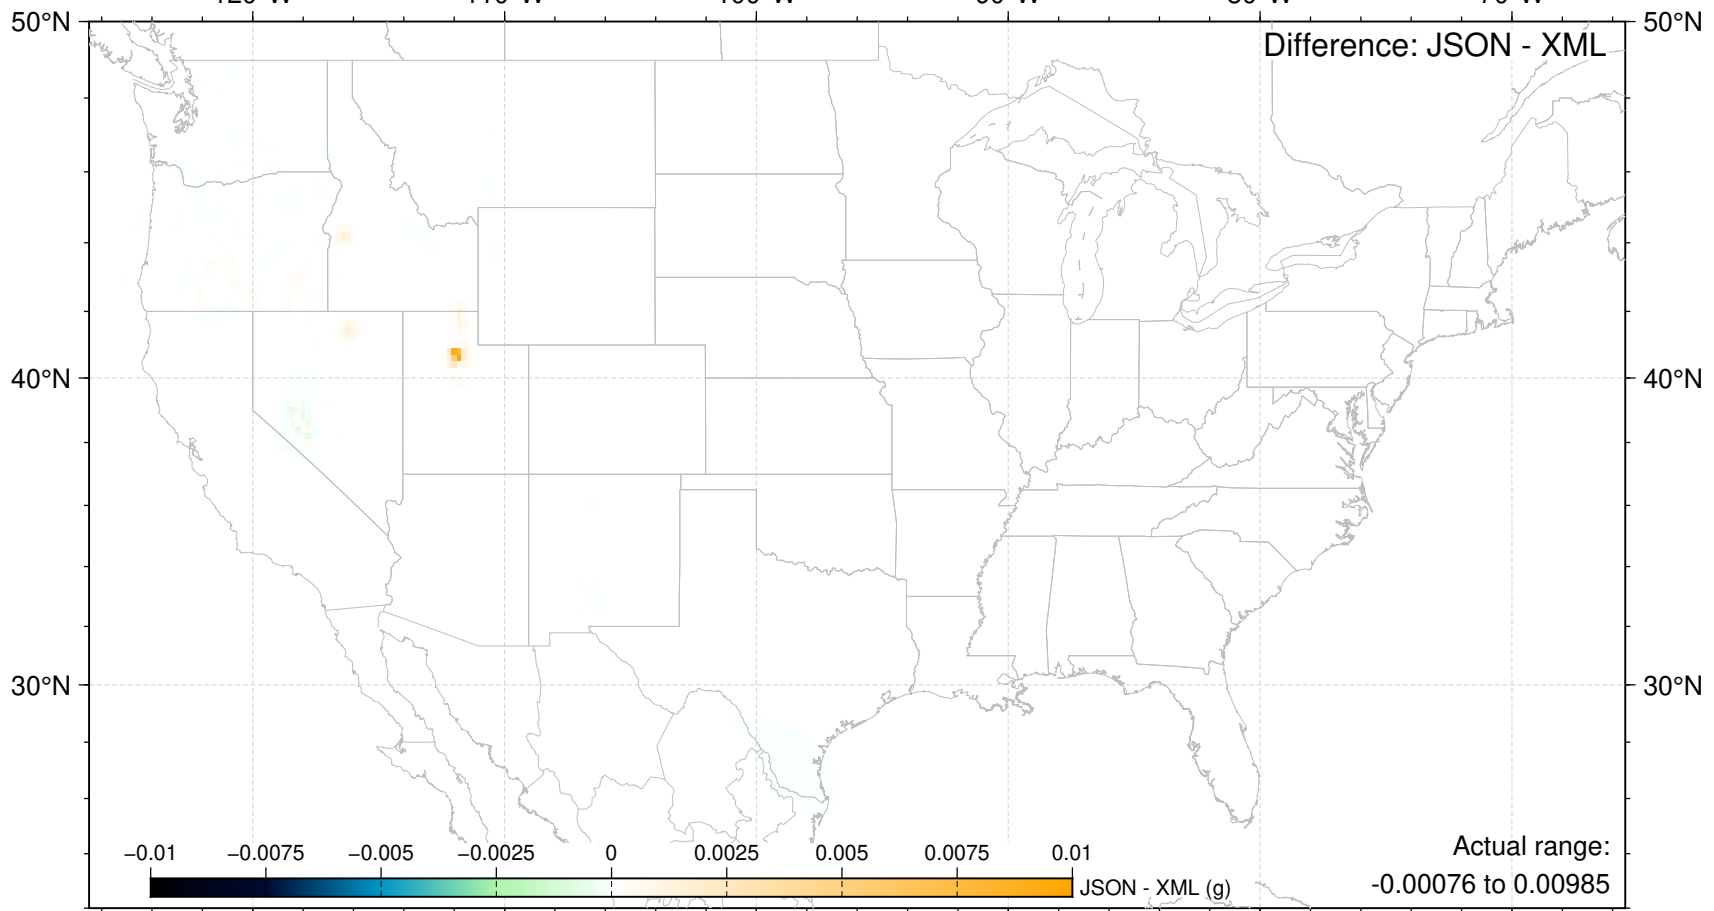 50°N 50°N
Difference: JSON - XML
40°N 40°N
30°N 30°N
Actual range:
−0.01 −0.0075 −0.005 −0.0025 0 0.0025 0.005 0.0075 0.01
JSON - XML (g)
-0.00076 to 0.00985